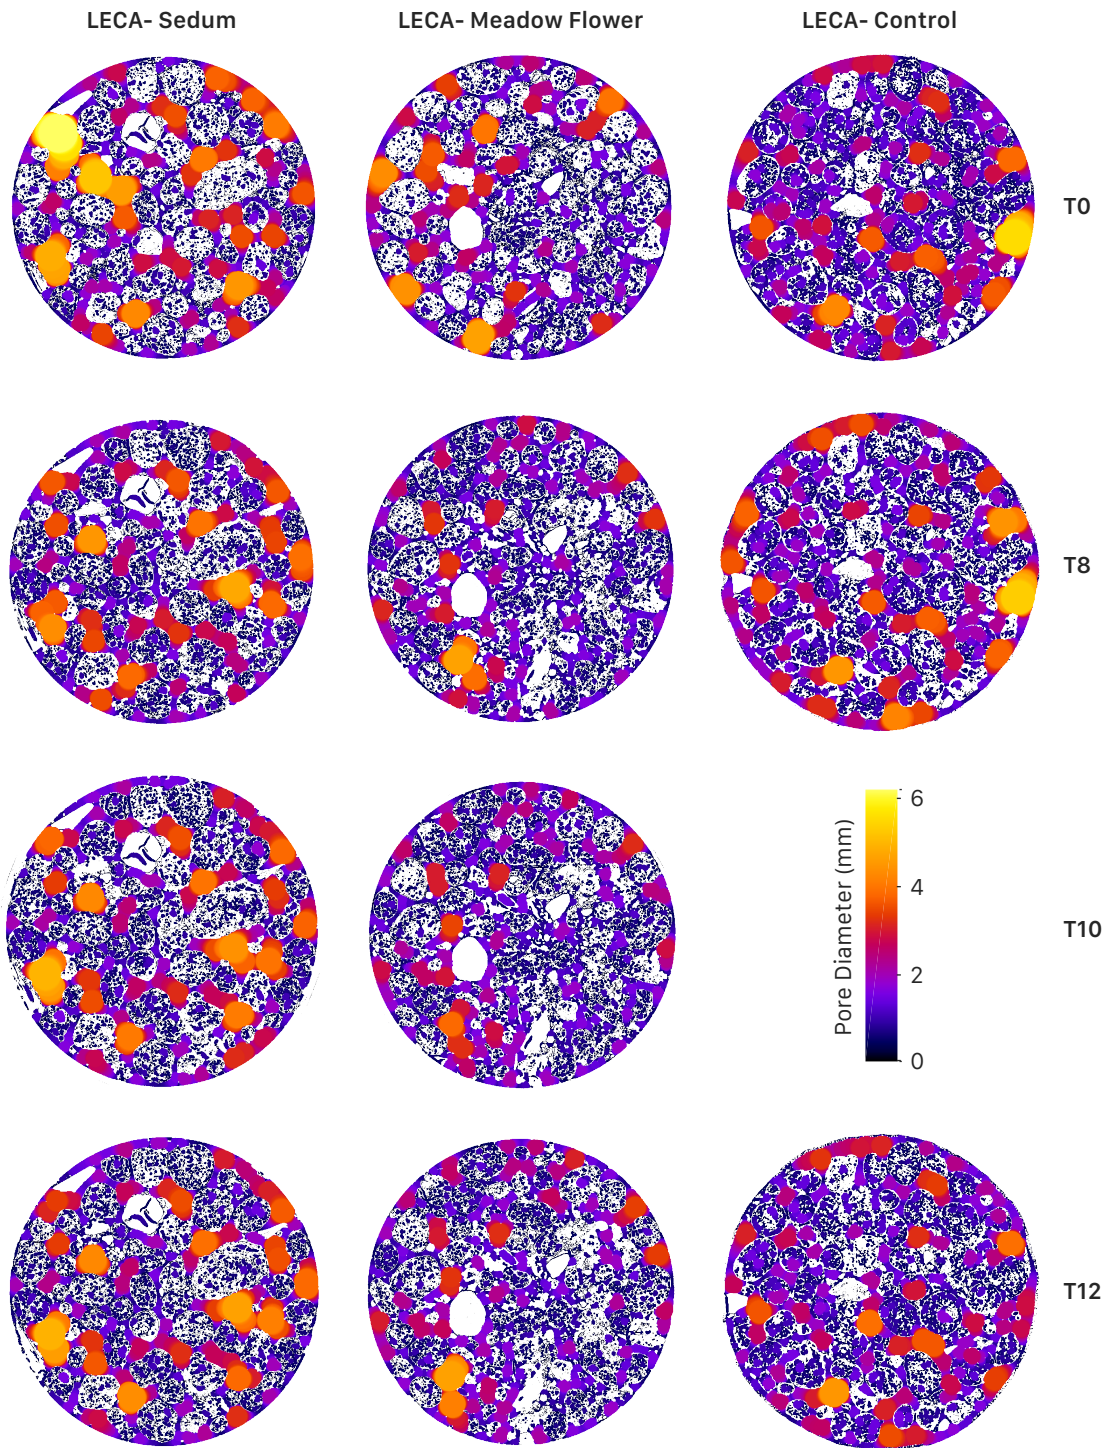 LECA- Sedum
LECA- Meadow Flower
LECA- Control
T0
T8
T10
Pore Diameter (mm)
6
4
2
0
T12